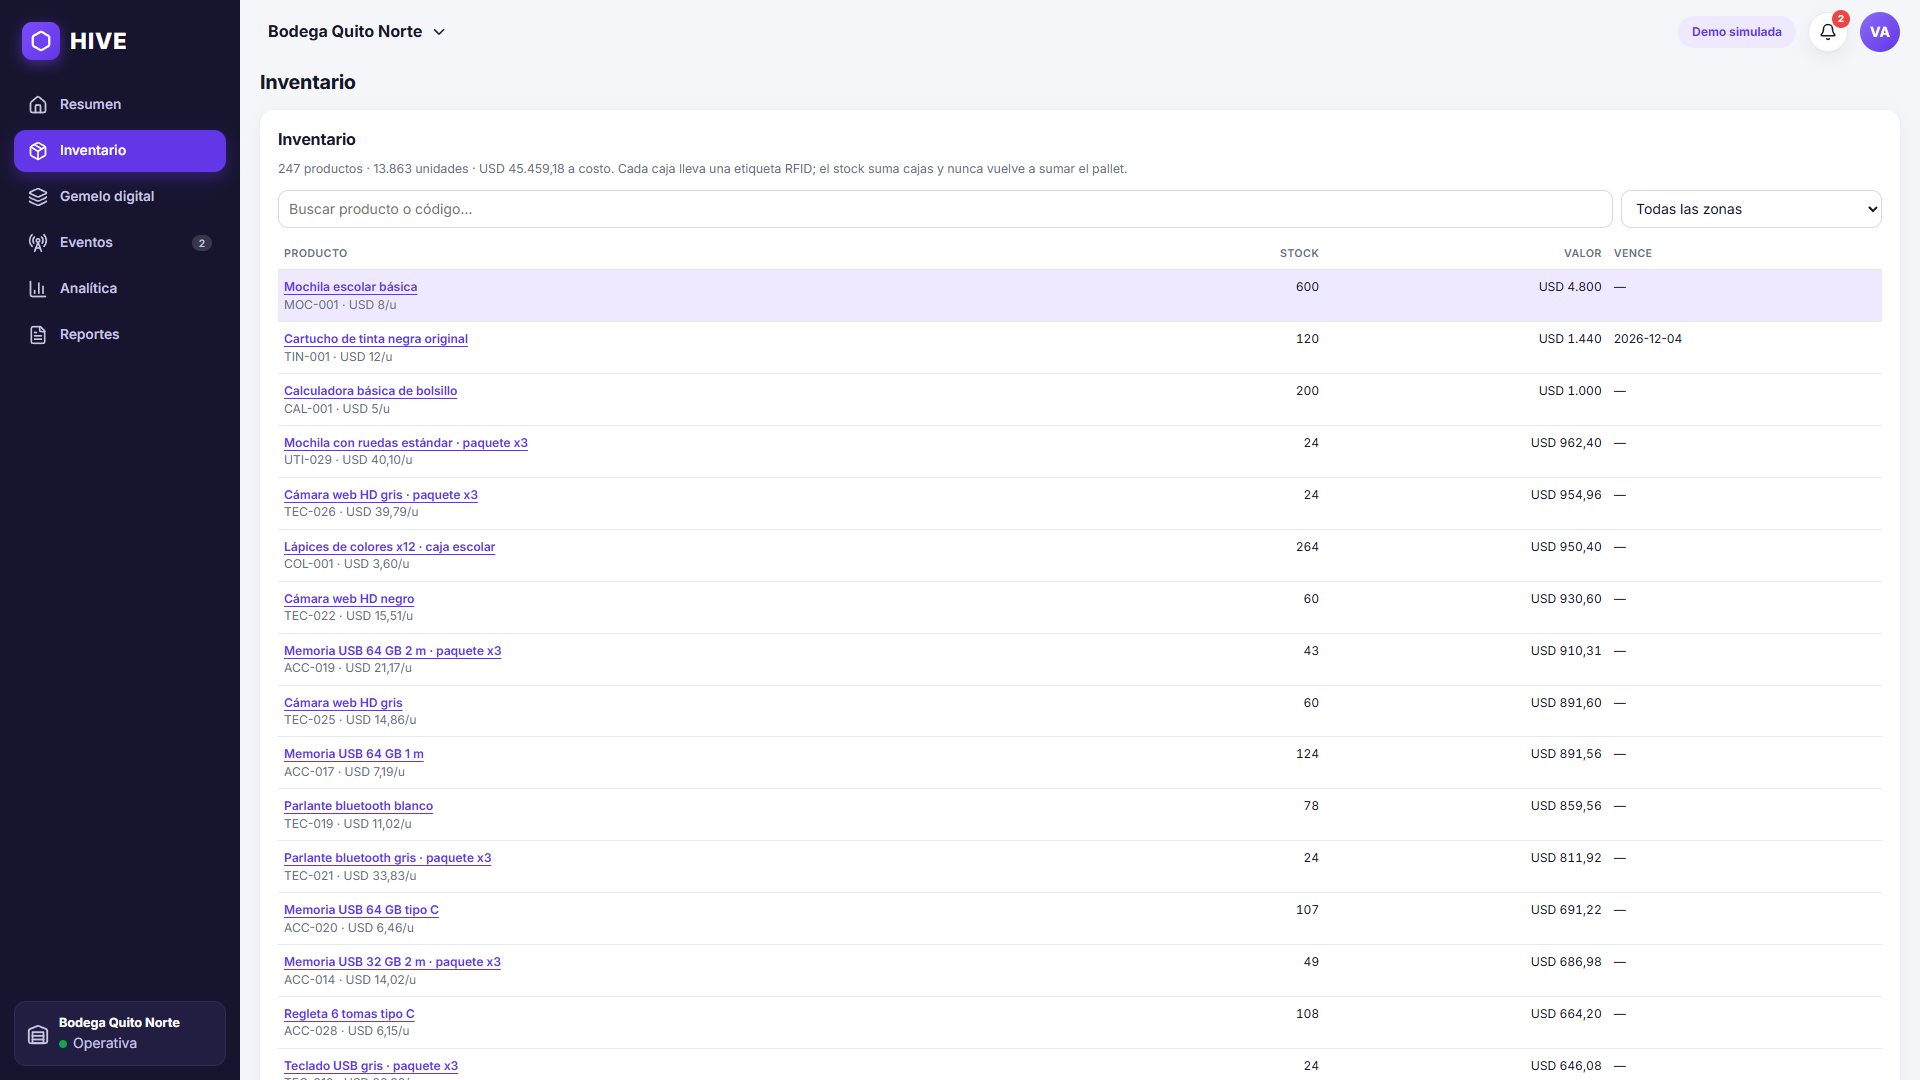 HIVE
Resumen
Inventario
Gemelo digital
Eventos 2
Analítica
Reportes
Bodega Quito Norte
Operativa
Bodega Quito Norte
Demo simulada
2
VA
Inventario
Inventario
247 productos · 13.863 unidades · USD 45.459,18 a costo. Cada caja lleva una etiqueta RFID; el stock suma cajas y nunca vuelve a sumar el pallet.
Buscar producto o código...
Todas las zonas
PRODUCTO STOCK VALOR VENCE
Mochila escolar básica 600 USD 4.800 —
MOC-001 · USD 8/u
Cartucho de tinta negra original 120 USD 1.440 2026-12-04
TIN-001 · USD 12/u
Calculadora básica de bolsillo 200 USD 1.000 —
CAL-001 · USD 5/u
Mochila con ruedas estándar · paquete x3 24 USD 962,40 —
UTI-029 · USD 40,10/u
Cámara web HD gris · paquete x3 24 USD 954,96 —
TEC-026 · USD 39,79/u
Lápices de colores x12 · caja escolar 264 USD 950,40 —
COL-001 · USD 3,60/u
Cámara web HD negro 60 USD 930,60 —
TEC-022 · USD 15,51/u
Memoria USB 64 GB 2 m · paquete x3 43 USD 910,31 —
ACC-019 · USD 21,17/u
Cámara web HD gris 60 USD 891,60 —
TEC-025 · USD 14,86/u
Memoria USB 64 GB 1 m 124 USD 891,56 —
ACC-017 · USD 7,19/u
Parlante bluetooth blanco 78 USD 859,56 —
TEC-019 · USD 11,02/u
Parlante bluetooth gris · paquete x3 24 USD 811,92 —
TEC-021 · USD 33,83/u
Memoria USB 64 GB tipo C 107 USD 691,22 —
ACC-020 · USD 6,46/u
Memoria USB 32 GB 2 m · paquete x3 49 USD 686,98 —
ACC-014 · USD 14,02/u
Regleta 6 tomas tipo C 108 USD 664,20 —
ACC-028 · USD 6,15/u
Teclado USB gris · paquete x3 24 USD 646,08 —